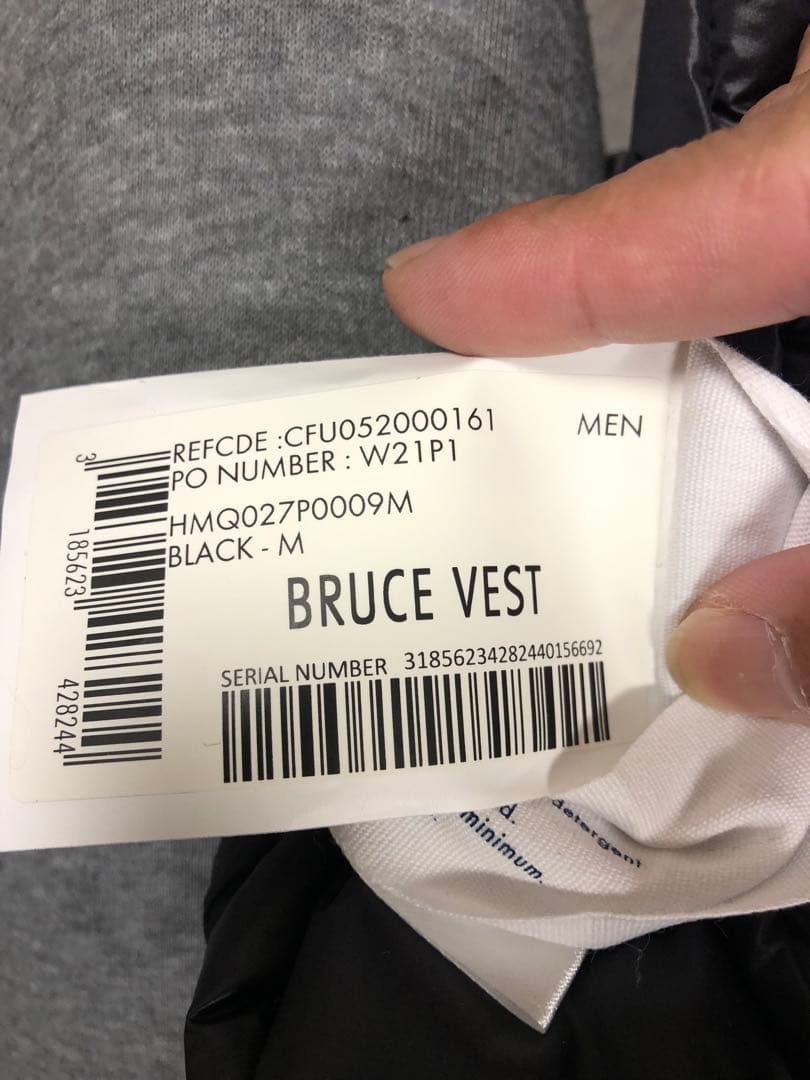 REFCDE :CFU052000161
MEN
PO NUMBER : W21P1
HMQ027P0009M
BLACK - M
BRUCE VEST
SERIAL NUMBER 31856234282440156692
3 185623 428244
detergent
minimum.